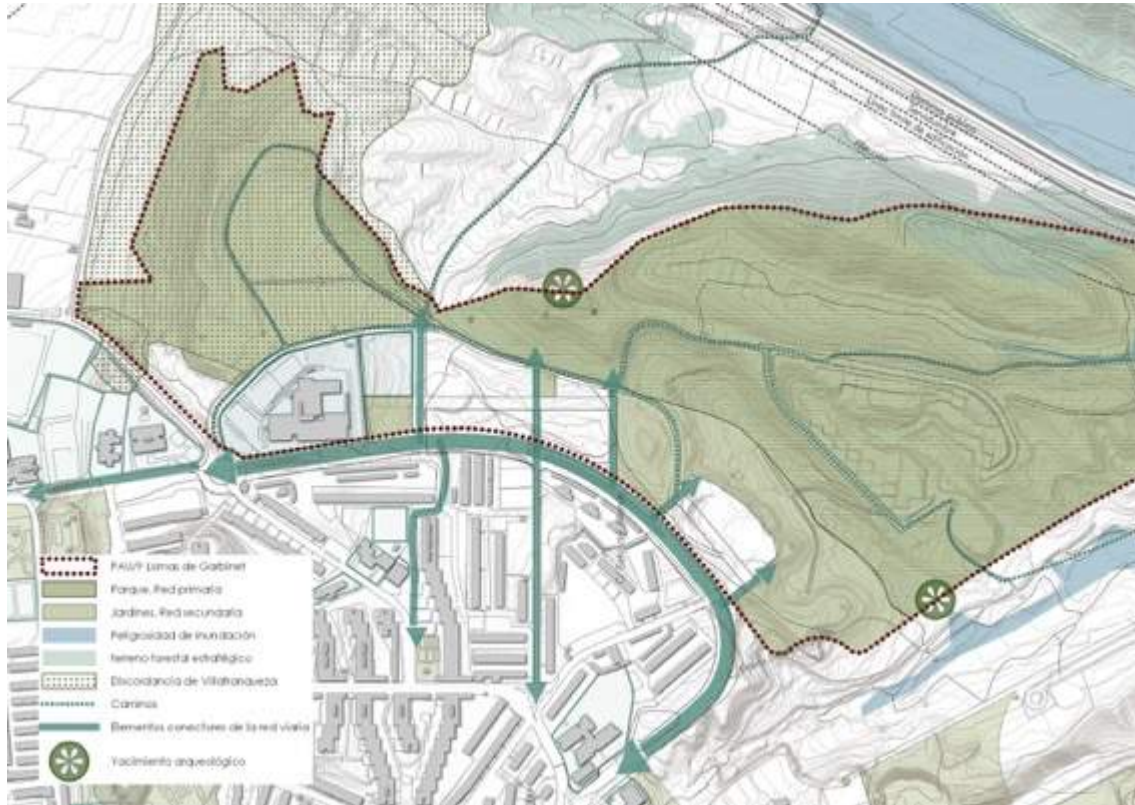 PAU/9 Lomas de Garbinet
Parque, Red primaria
Jardines, Red secundaria
Peligrosidad de inundación
terreno forestal estratégico
Discordancia de Villafranqueza
Caminos
Elementos conectores de la red viaria
Yacimiento arqueológico